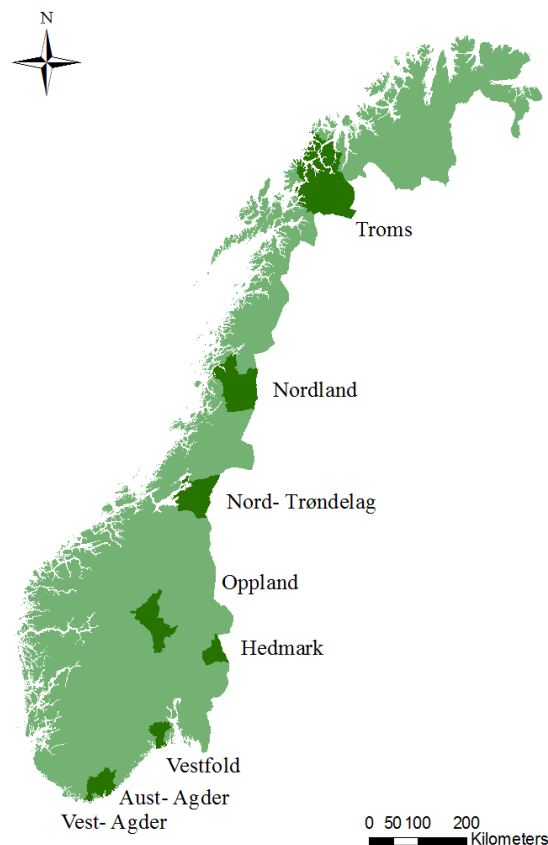 N
Troms
Nordland
Nord- Trøndelag
Oppland
Hedmark
Vestfold
Aust- Agder
Vest- Agder
0 50 100 200
Kilometers